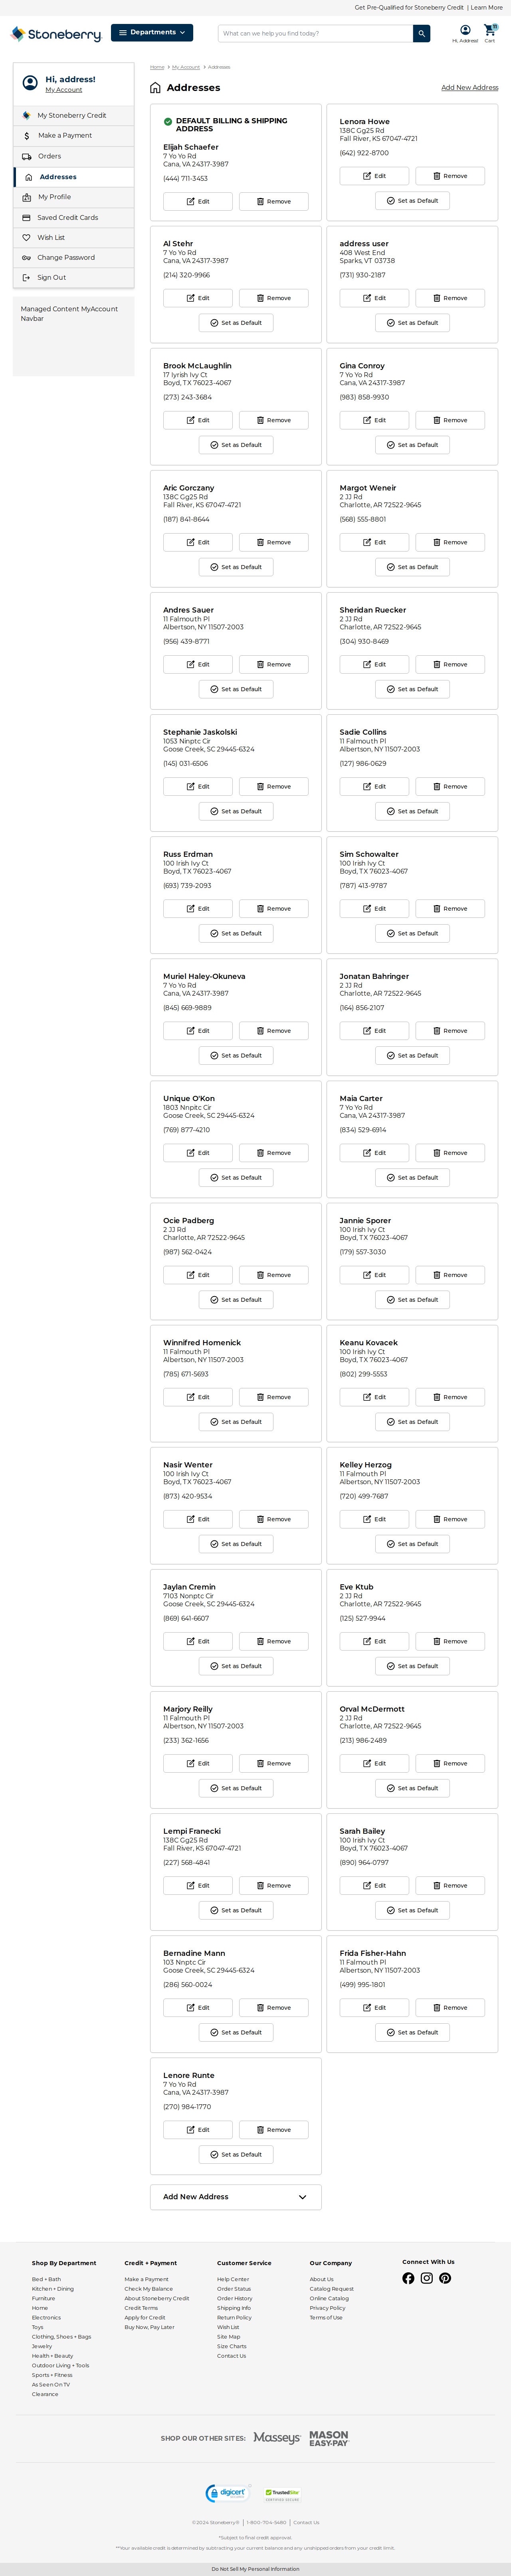 Get Pre-Qualified for Stoneberry Credit | Learn More
Stoneberry.
Departments
What can we help you find today?
Hi, Address!
11
Cart
Hi, address!
My Account
My Stoneberry Credit
Make a Payment
Orders
Addresses
My Profile
Saved Credit Cards
Wish List
Change Password
Sign Out
Managed Content MyAccount
Navbar
Home > My Account > Addresses
Addresses
Add New Address
DEFAULT BILLING & SHIPPING
ADDRESS
Elijah Schaefer
7 Yo Yo Rd
Cana, VA 24317-3987
(444) 711-3453
Edit Remove
Lenora Howe
138C Gg25 Rd
Fall River, KS 67047-4721
(642) 922-8700
Edit Remove
Set as Default
Al Stehr
7 Yo Yo Rd
Cana, VA 24317-3987
(214) 320-9966
Edit Remove
Set as Default
address user
408 West End
Sparks, VT 03738
(731) 930-2187
Edit Remove
Set as Default
Brook McLaughlin
17 Iyrish Ivy Ct
Boyd, TX 76023-4067
(273) 243-3684
Edit Remove
Set as Default
Gina Conroy
7 Yo Yo Rd
Cana, VA 24317-3987
(983) 858-9930
Edit Remove
Set as Default
Aric Gorczany
138C Gg25 Rd
Fall River, KS 67047-4721
(187) 841-8644
Edit Remove
Set as Default
Margot Weneir
2 JJ Rd
Charlotte, AR 72522-9645
(568) 555-8801
Edit Remove
Set as Default
Andres Sauer
11 Falmouth Pl
Albertson, NY 11507-2003
(956) 439-8771
Edit Remove
Set as Default
Sheridan Ruecker
2 JJ Rd
Charlotte, AR 72522-9645
(304) 930-8469
Edit Remove
Set as Default
Stephanie Jaskolski
1053 Ninptc Cir
Goose Creek, SC 29445-6324
(145) 031-6506
Edit Remove
Set as Default
Sadie Collins
11 Falmouth Pl
Albertson, NY 11507-2003
(127) 986-0629
Edit Remove
Set as Default
Russ Erdman
100 Irish Ivy Ct
Boyd, TX 76023-4067
(693) 739-2093
Edit Remove
Set as Default
Sim Schowalter
100 Irish Ivy Ct
Boyd, TX 76023-4067
(787) 413-9787
Edit Remove
Set as Default
Muriel Haley-Okuneva
7 Yo Yo Rd
Cana, VA 24317-3987
(845) 669-9889
Edit Remove
Set as Default
Jonatan Bahringer
2 JJ Rd
Charlotte, AR 72522-9645
(164) 856-2107
Edit Remove
Set as Default
Unique O'Kon
1803 Nnpitc Cir
Goose Creek, SC 29445-6324
(769) 877-4210
Edit Remove
Set as Default
Maia Carter
7 Yo Yo Rd
Cana, VA 24317-3987
(834) 529-6914
Edit Remove
Set as Default
Ocie Padberg
2 JJ Rd
Charlotte, AR 72522-9645
(987) 562-0424
Edit Remove
Set as Default
Jannie Sporer
100 Irish Ivy Ct
Boyd, TX 76023-4067
(179) 557-3030
Edit Remove
Set as Default
Winnifred Homenick
11 Falmouth Pl
Albertson, NY 11507-2003
(785) 671-5693
Edit Remove
Set as Default
Keanu Kovacek
100 Irish Ivy Ct
Boyd, TX 76023-4067
(802) 299-5553
Edit Remove
Set as Default
Nasir Wenter
100 Irish Ivy Ct
Boyd, TX 76023-4067
(873) 420-9534
Edit Remove
Set as Default
Kelley Herzog
11 Falmouth Pl
Albertson, NY 11507-2003
(720) 499-7687
Edit Remove
Set as Default
Jaylan Cremin
7103 Nonptc Cir
Goose Creek, SC 29445-6324
(869) 641-6607
Edit Remove
Set as Default
Eve Ktub
2 JJ Rd
Charlotte, AR 72522-9645
(125) 527-9944
Edit Remove
Set as Default
Marjory Reilly
11 Falmouth Pl
Albertson, NY 11507-2003
(233) 362-1656
Edit Remove
Set as Default
Orval McDermott
2 JJ Rd
Charlotte, AR 72522-9645
(213) 986-2489
Edit Remove
Set as Default
Lempi Franecki
138C Gg25 Rd
Fall River, KS 67047-4721
(227) 568-4841
Edit Remove
Set as Default
Sarah Bailey
100 Irish Ivy Ct
Boyd, TX 76023-4067
(890) 964-0797
Edit Remove
Set as Default
Bernadine Mann
103 Nnptc Cir
Goose Creek, SC 29445-6324
(286) 560-0024
Edit Remove
Set as Default
Frida Fisher-Hahn
11 Falmouth Pl
Albertson, NY 11507-2003
(499) 995-1801
Edit Remove
Set as Default
Lenore Runte
7 Yo Yo Rd
Cana, VA 24317-3987
(270) 984-1770
Edit Remove
Set as Default
Add New Address
Shop By Department
Bed + Bath
Kitchen + Dining
Furniture
Home
Electronics
Toys
Clothing, Shoes + Bags
Jewelry
Health + Beauty
Outdoor Living + Tools
Sports + Fitness
As Seen On TV
Clearance
Credit + Payment
Make a Payment
Check My Balance
About Stoneberry Credit
Credit Terms
Apply for Credit
Buy Now, Pay Later
Customer Service
Help Center
Order Status
Order History
Shipping Info
Return Policy
Wish List
Site Map
Size Charts
Contact Us
Our Company
About Us
Catalog Request
Online Catalog
Privacy Policy
Terms of Use
Connect With Us
SHOP OUR OTHER SITES: Masseys MASON EASY-PAY
digicert
TrustedSite
CERTIFIED SECURE
©2024 Stoneberry® | 1-800-704-5480 | Contact Us
*Subject to final credit approval.
**Your available credit is determined by subtracting your current balance and any unshipped orders from your credit limit.
Do Not Sell My Personal Information